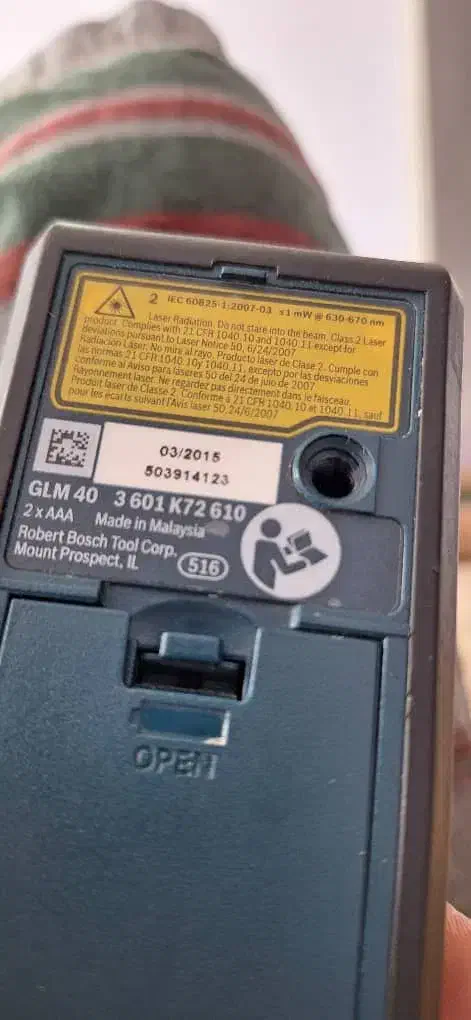 2 IEC 60825-1:2007-03 ≤1 mW @ 630-670 nm
Laser Radiation. Do not stare into the beam. Class 2 Laser
product. Complies with 21 CFR 1040.10 and 1040.11 except for
deviations pursuant to Laser Notice 50, 6/24/2007
Radiación Láser. No mire al rayo. Producto láser de Clase 2. Cumple con
las normas 21 CFR 1040.10 y 1040.11, excepto por las desviaciones
conforme al Aviso para láseres 50 del 24 de juio de 2007
Rayonnement laser. Ne regardez pas directement dans le faisceau.
Produit laser de Classe 2. Conforme à 21 CFR 1040.10 et 1040.11, sauf
pour les écarts suivant l'Avis laser 50, 24/6/2007
03/2015
503914123
GLM 40 3 601 K72 610
2 x AAA Made in Malaysia
Robert Bosch Tool Corp.
Mount Prospect, IL 516
OPEN